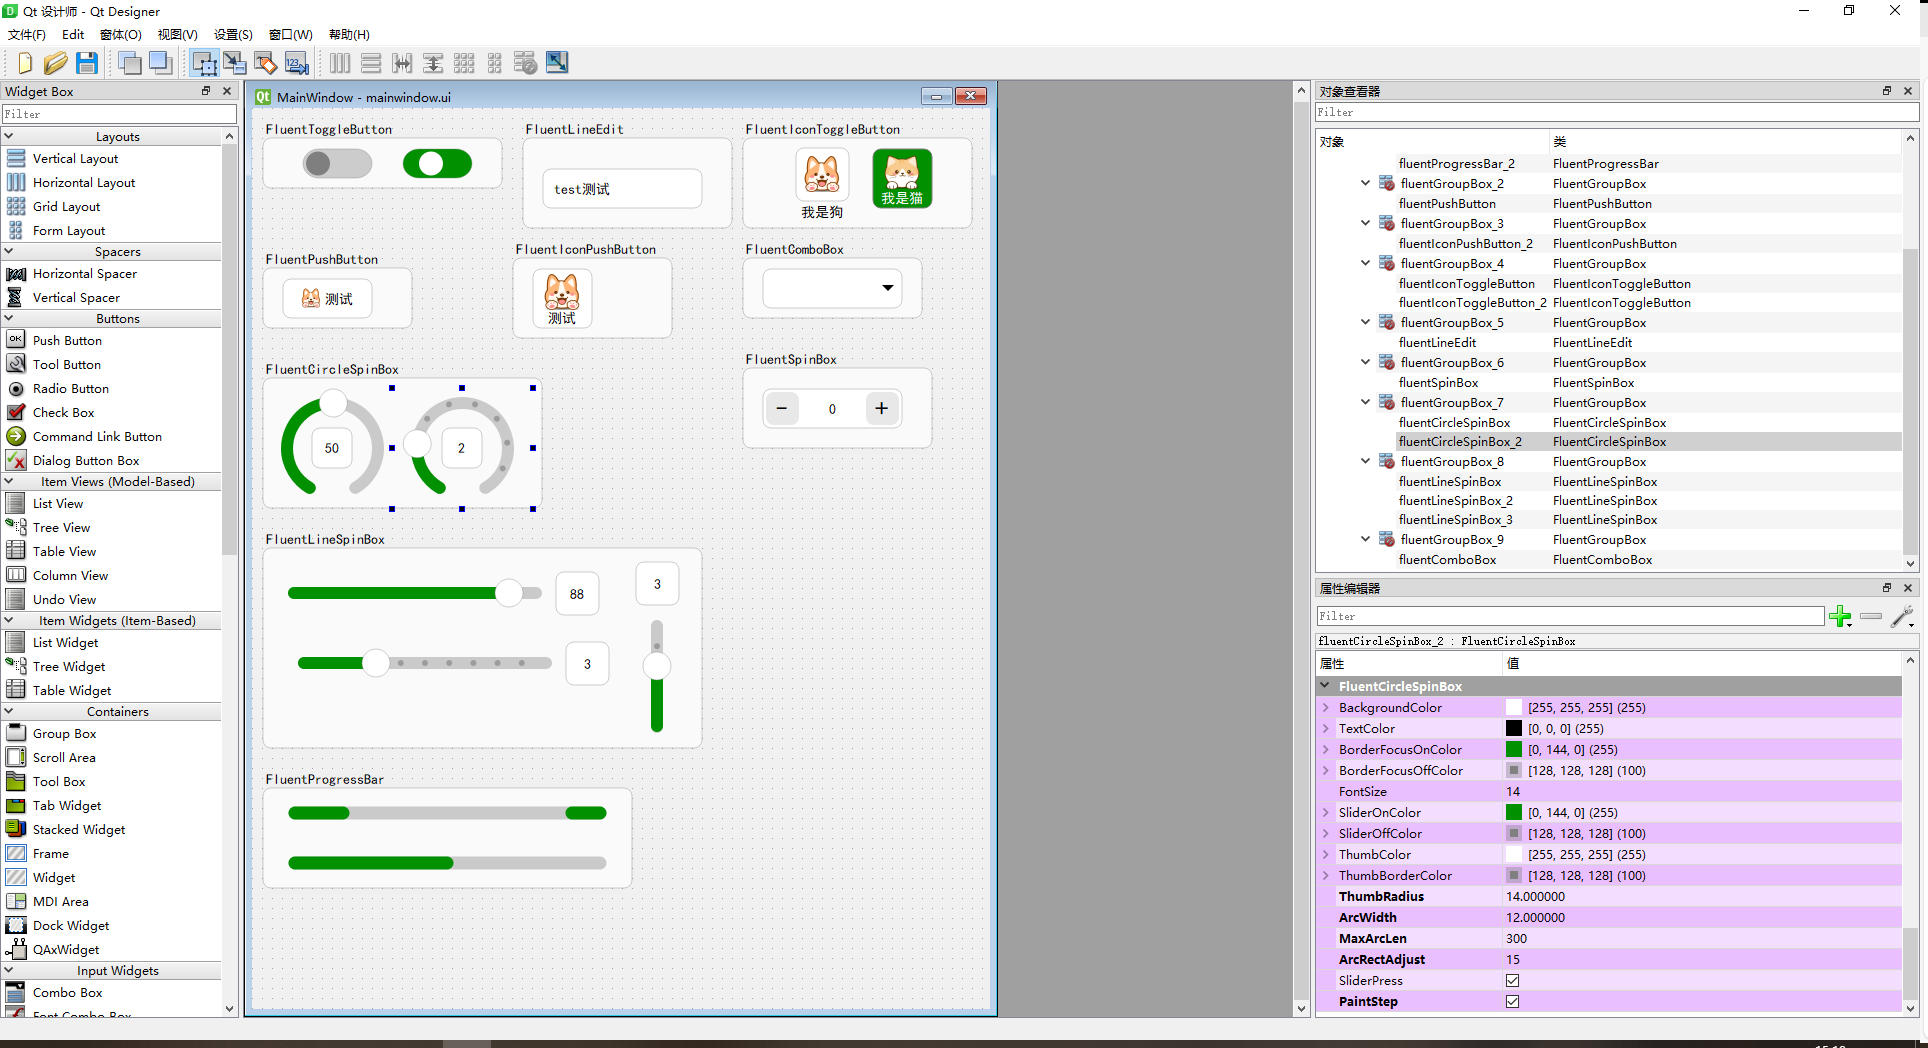 Qt 设计师 - Qt Designer
文件(F) Edit 窗体(O) 视图(V) 设置(S) 窗口(W) 帮助(H)
Widget Box
Filter
Layouts
Vertical Layout
Horizontal Layout
Grid Layout
Form Layout
Spacers
Horizontal Spacer
Vertical Spacer
Buttons
Push Button
Tool Button
Radio Button
Check Box
Command Link Button
Dialog Button Box
Item Views (Model-Based)
List View
Tree View
Table View
Column View
Undo View
Item Widgets (Item-Based)
List Widget
Tree Widget
Table Widget
Containers
Group Box
Scroll Area
Tool Box
Tab Widget
Stacked Widget
Frame
Widget
MDI Area
Dock Widget
QAxWidget
Input Widgets
Combo Box
Font Combo Box
MainWindow - mainwindow.ui
FluentToggleButton
FluentLineEdit
test测试
FluentIconToggleButton
我是狗
我是猫
FluentPushButton
测试
FluentIconPushButton
测试
FluentComboBox
FluentCircleSpinBox
50
2
FluentSpinBox
− 0 +
FluentLineSpinBox
88
3
3
FluentProgressBar
对象查看器
Filter
对象 类
fluentProgressBar_2 FluentProgressBar
fluentGroupBox_2 FluentGroupBox
fluentPushButton FluentPushButton
fluentGroupBox_3 FluentGroupBox
fluentIconPushButton_2 FluentIconPushButton
fluentGroupBox_4 FluentGroupBox
fluentIconToggleButton FluentIconToggleButton
fluentIconToggleButton_2 FluentIconToggleButton
fluentGroupBox_5 FluentGroupBox
fluentLineEdit FluentLineEdit
fluentGroupBox_6 FluentGroupBox
fluentSpinBox FluentSpinBox
fluentGroupBox_7 FluentGroupBox
fluentCircleSpinBox FluentCircleSpinBox
fluentCircleSpinBox_2 FluentCircleSpinBox
fluentGroupBox_8 FluentGroupBox
fluentLineSpinBox FluentLineSpinBox
fluentLineSpinBox_2 FluentLineSpinBox
fluentLineSpinBox_3 FluentLineSpinBox
fluentGroupBox_9 FluentGroupBox
fluentComboBox FluentComboBox
属性编辑器
Filter
fluentCircleSpinBox_2 : FluentCircleSpinBox
属性 值
FluentCircleSpinBox
BackgroundColor [255, 255, 255] (255)
TextColor [0, 0, 0] (255)
BorderFocusOnColor [0, 144, 0] (255)
BorderFocusOffColor [128, 128, 128] (100)
FontSize 14
SliderOnColor [0, 144, 0] (255)
SliderOffColor [128, 128, 128] (100)
ThumbColor [255, 255, 255] (255)
ThumbBorderColor [128, 128, 128] (100)
ThumbRadius 14.000000
ArcWidth 12.000000
MaxArcLen 300
ArcRectAdjust 15
SliderPress
PaintStep